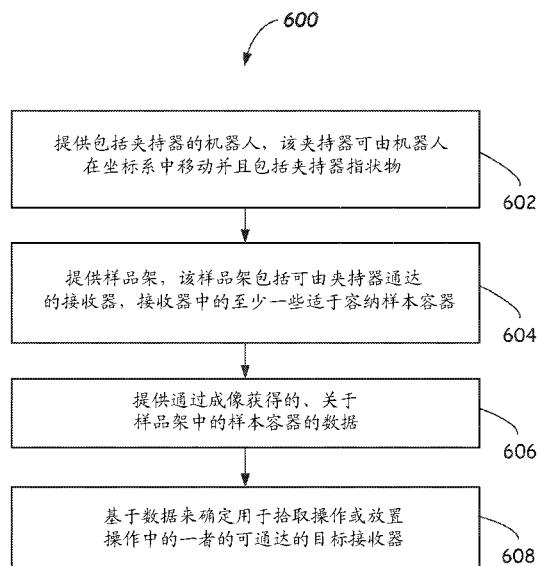 600
提供包括夹持器的机器人，该夹持器可由机器人
在坐标系中移动并且包括夹持器指状物
602
提供样品架，该样品架包括可由夹持器通达
的接收器，接收器中的至少一些适于容纳样本容器
604
提供通过成像获得的、关于
样品架中的样本容器的数据
606
基于数据来确定用于拾取操作或放置
操作中的一者的可通达的目标接收器
608